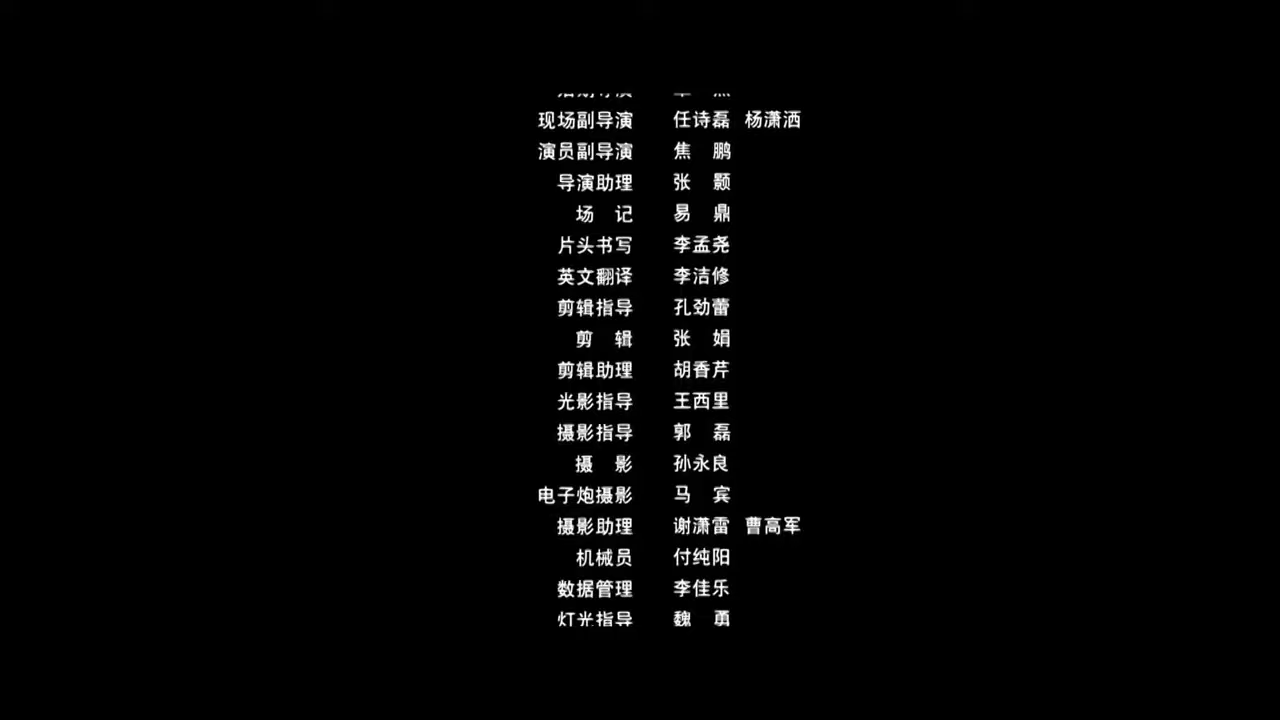 现场副导演 任诗磊 杨潇洒
演员副导演 焦 鹏
导演助理 张 颢
场 记 易 鼎
片头书写 李孟尧
英文翻译 李洁修
剪辑指导 孔劲蕾
剪 辑 张 娟
剪辑助理 胡香芹
光影指导 王西里
摄影指导 郭 磊
摄 影 孙永良
电子炮摄影 马 宾
摄影助理 谢潇雷 曹高军
机械员 付纯阳
数据管理 李佳乐
灯光指导 魏 勇